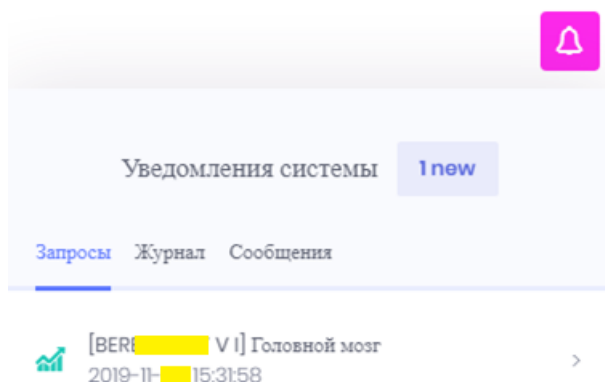 Уведомления системы 1 new
Запросы Журнал Сообщения
[BERE V I] Головной мозг
2019-11- 15:31:58